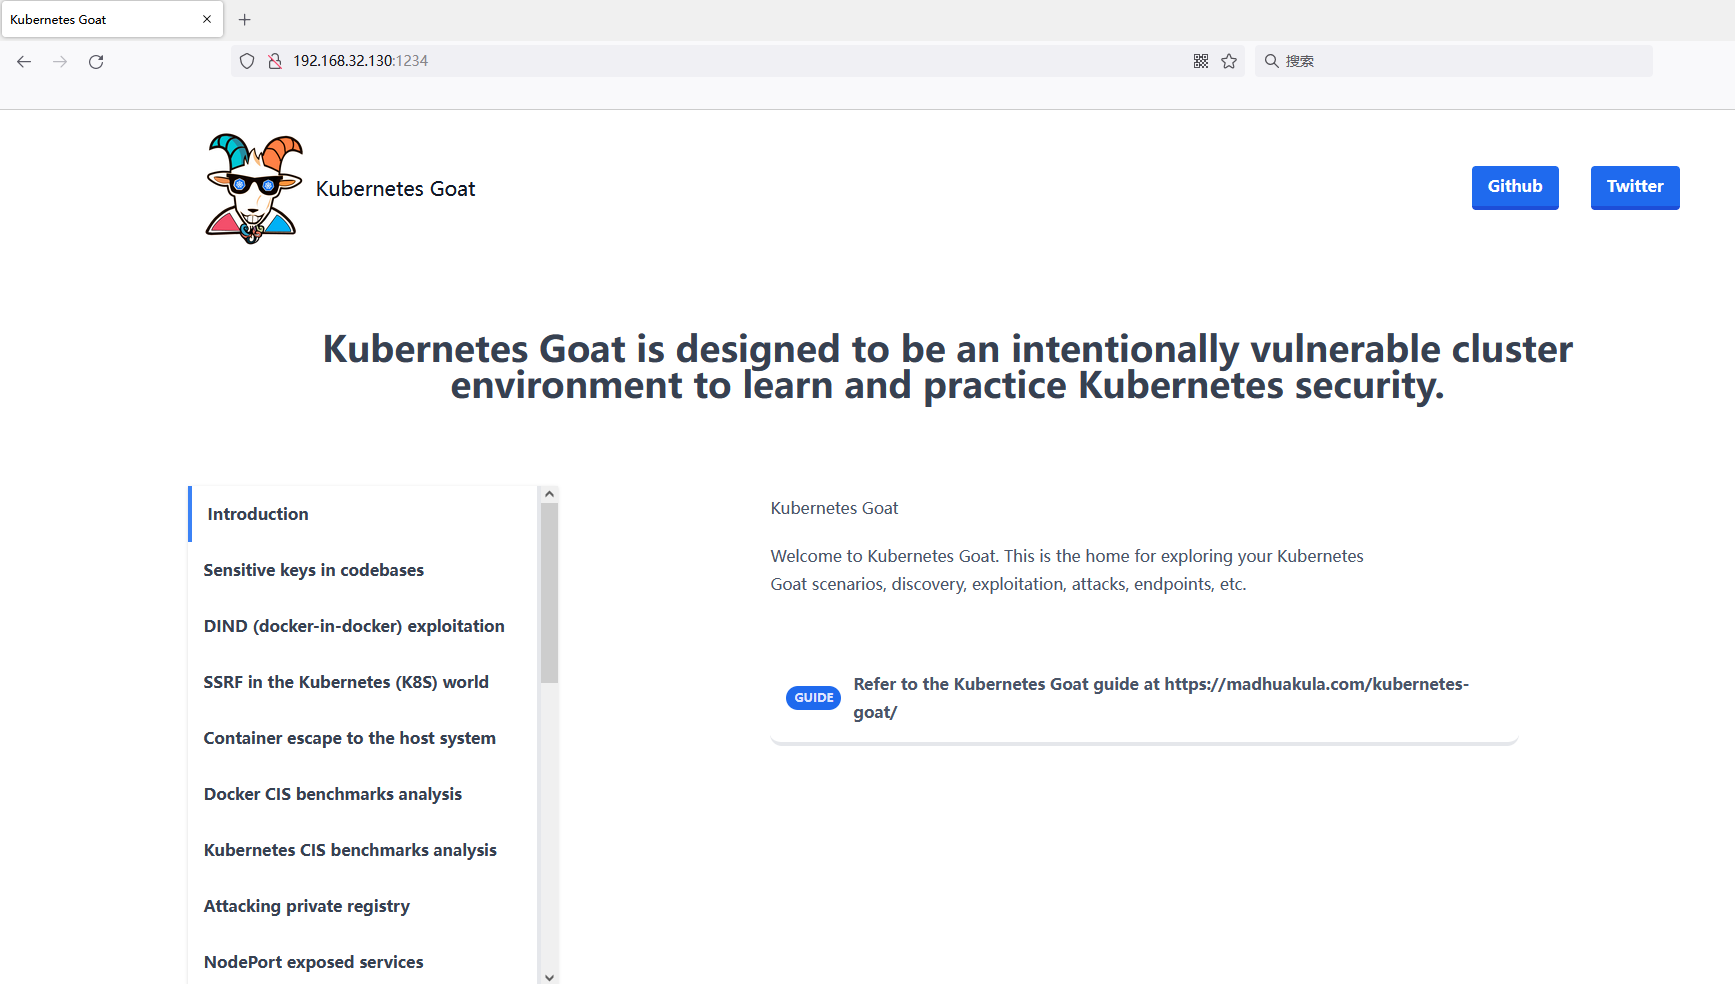 Kubernetes Goat
192.168.32.130:1234
搜索
Kubernetes Goat
Github
Twitter
Kubernetes Goat is designed to be an intentionally vulnerable cluster
environment to learn and practice Kubernetes security.
Introduction
Sensitive keys in codebases
DIND (docker-in-docker) exploitation
SSRF in the Kubernetes (K8S) world
Container escape to the host system
Docker CIS benchmarks analysis
Kubernetes CIS benchmarks analysis
Attacking private registry
NodePort exposed services
Kubernetes Goat
Welcome to Kubernetes Goat. This is the home for exploring your Kubernetes
Goat scenarios, discovery, exploitation, attacks, endpoints, etc.
GUIDE
Refer to the Kubernetes Goat guide at https://madhuakula.com/kubernetes-
goat/